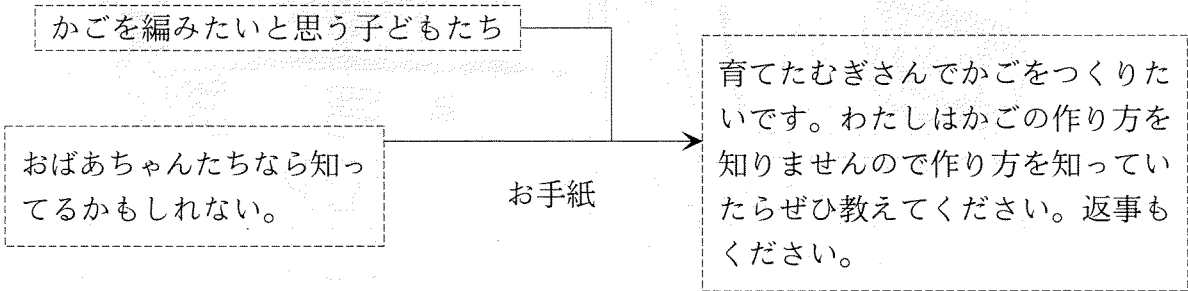 かごを編みたいと思う子どもたち
おばあちゃんたちなら知っ
てるかもしれない。
お手紙
育てたむぎさんでかごをつくりた
いです。わたしはかごの作り方を
知りませんので作り方を知ってい
たらぜひ教えてください。返事も
ください。